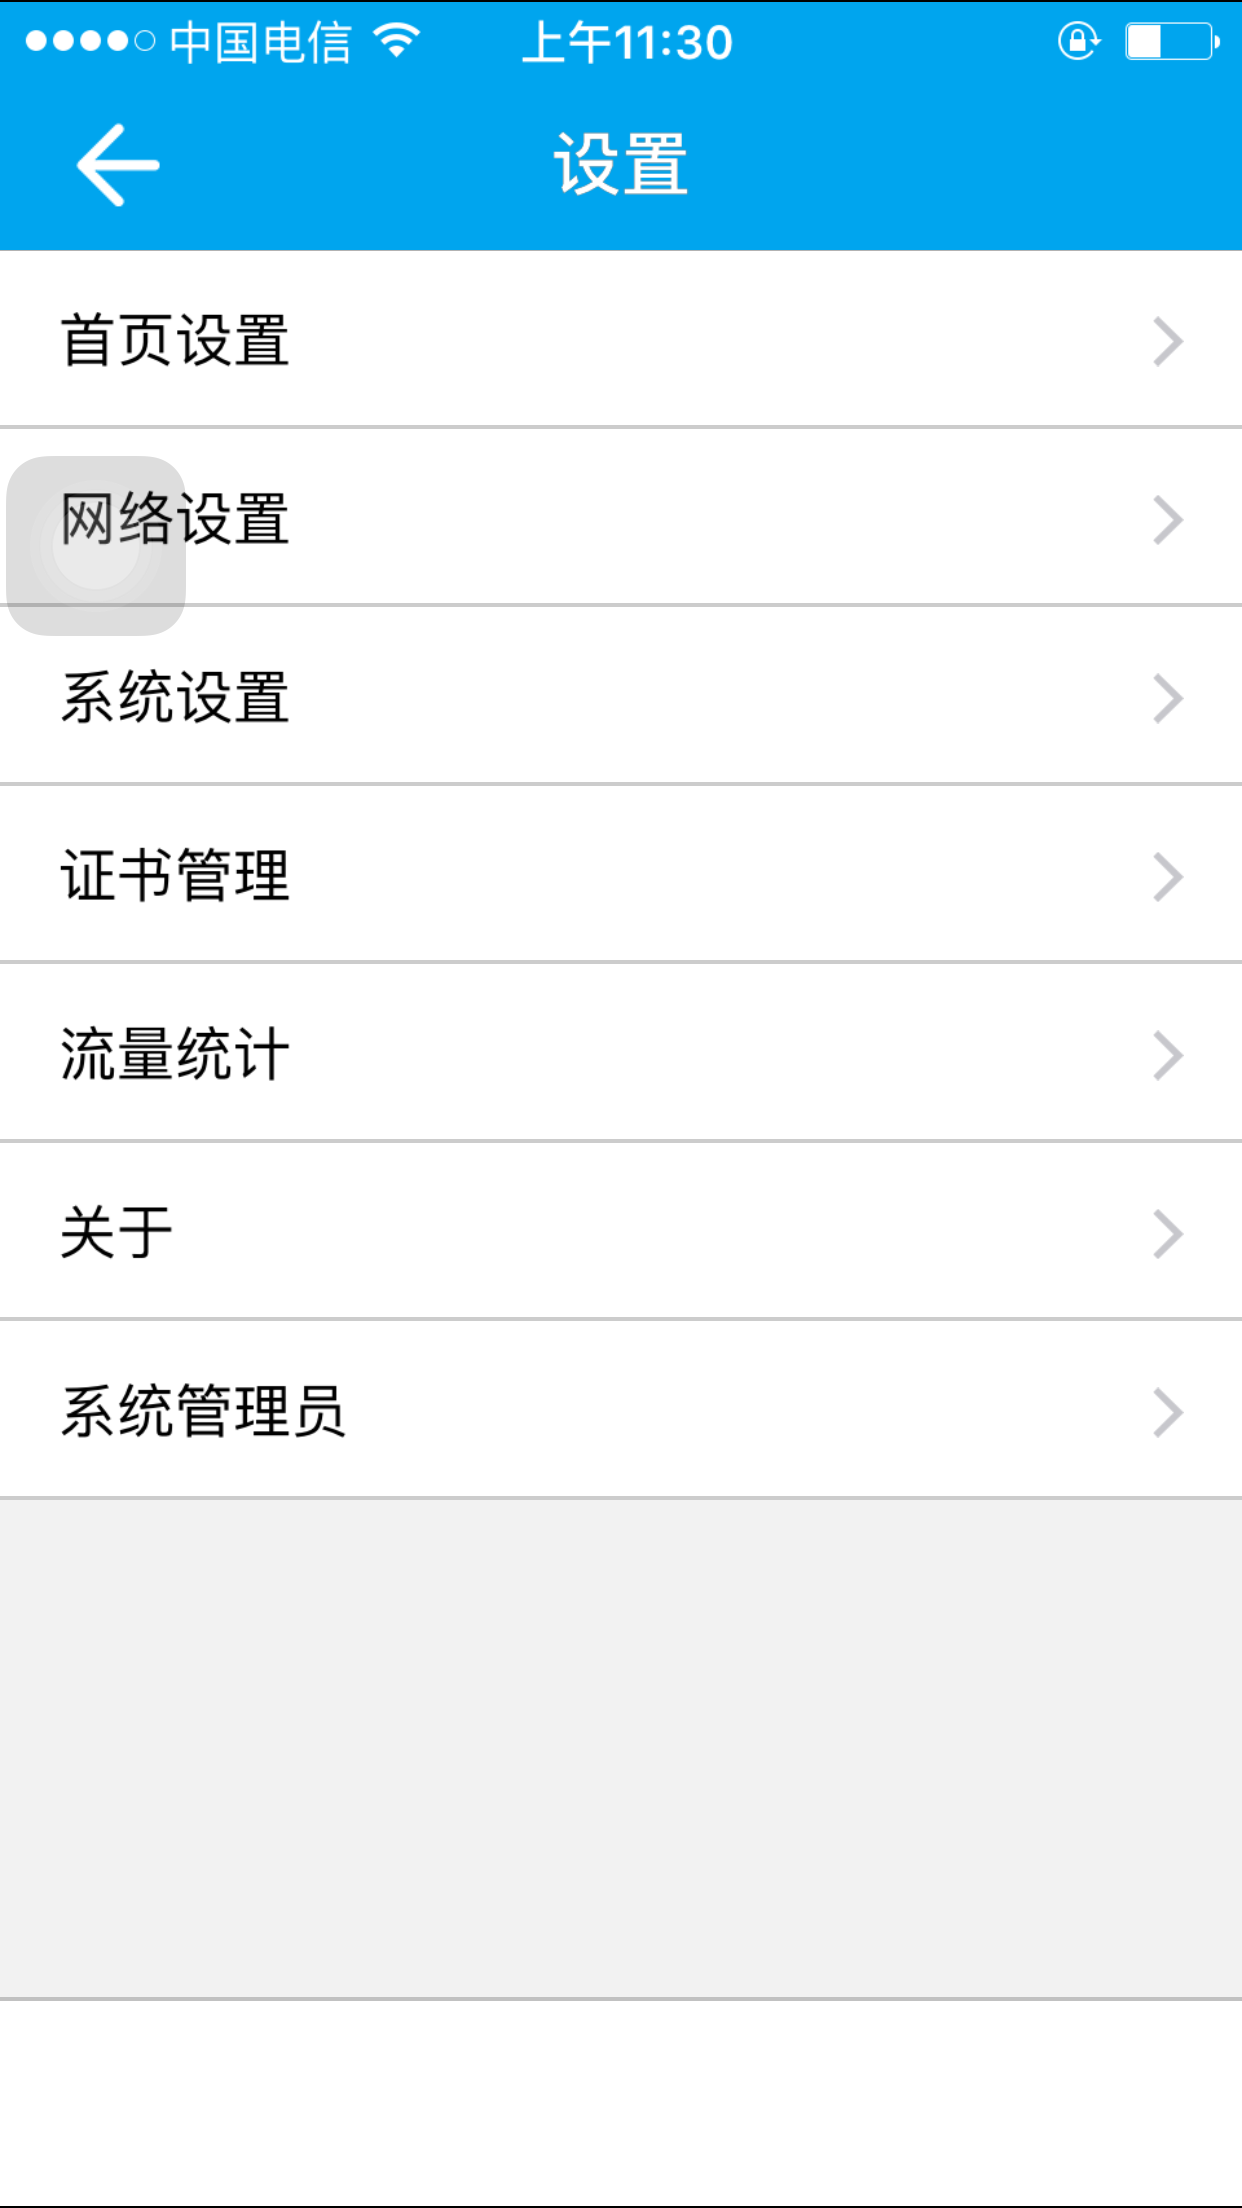 中国电信 上午11:30
设置
首页设置
网络设置
系统设置
证书管理
流量统计
关于
系统管理员